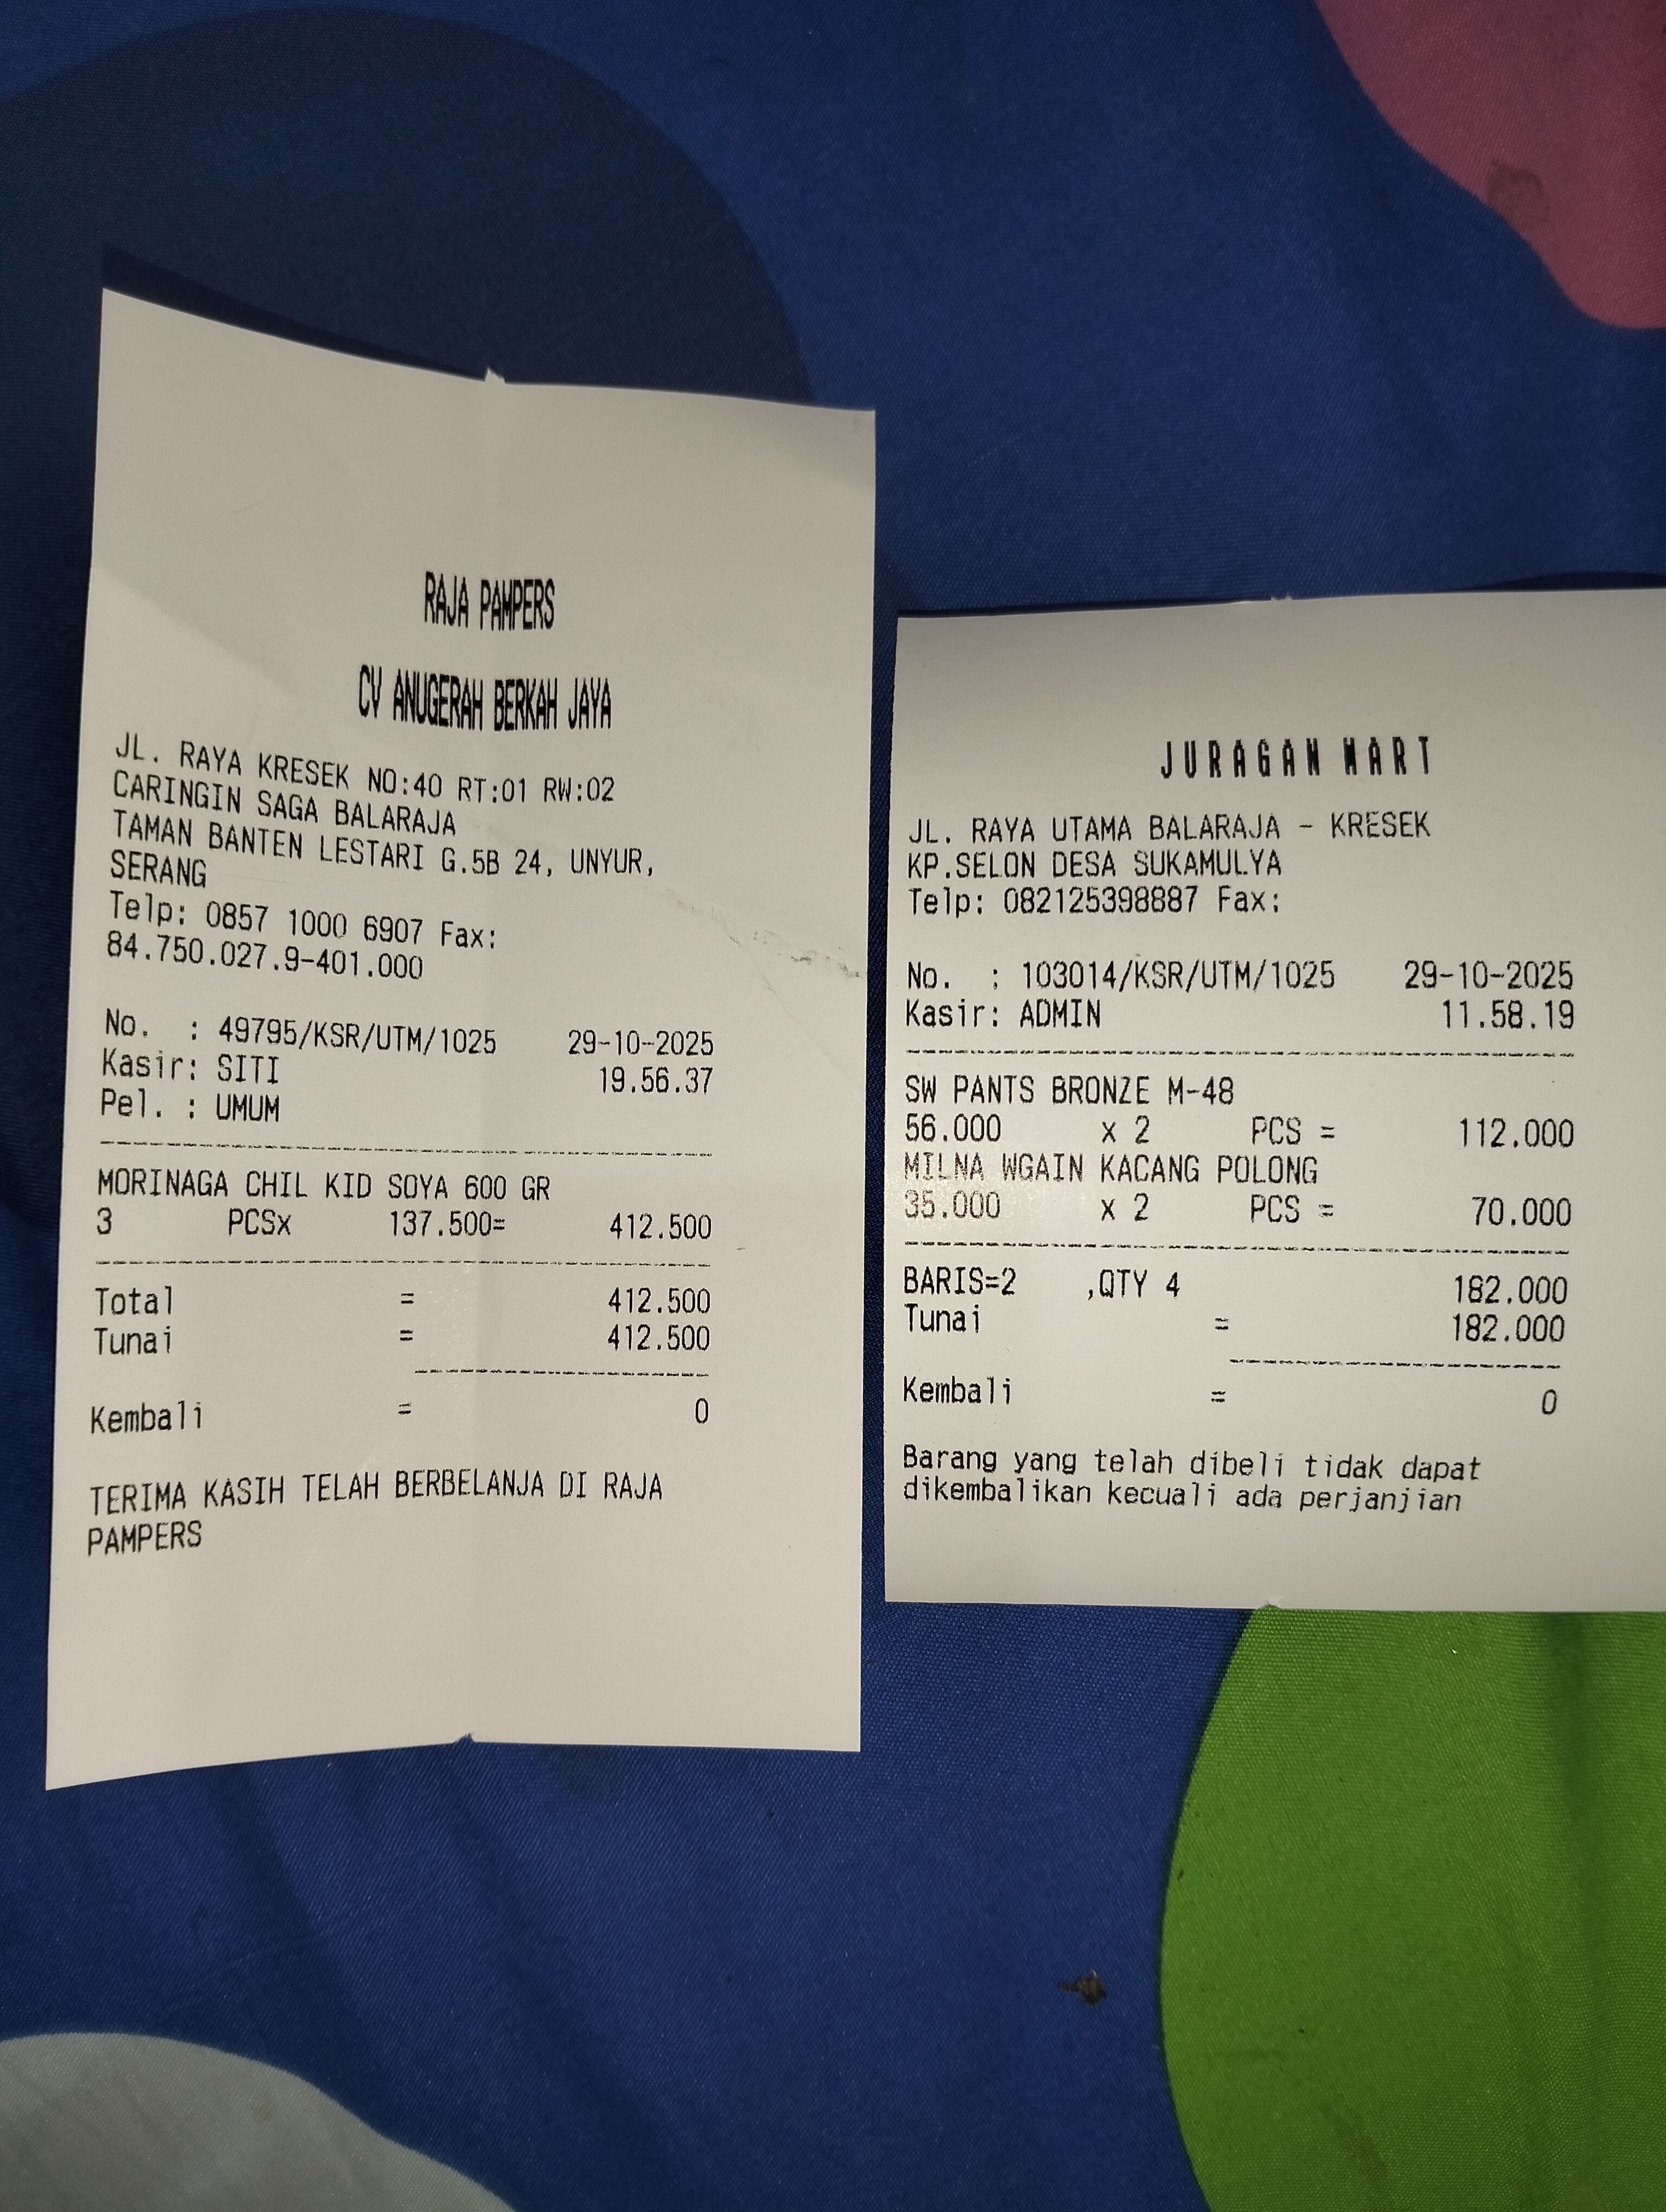 RAJA PAMPERS
CV ANUGERAH BERKAH JAYA
JL. RAYA KRESEK NO:40 RT:01 RW:02
CARINGIN SAGA BALARAJA
TAMAN BANTEN LESTARI G.5B 24, UNYUR,
SERANG
Telp: 0857 1000 6907 Fax:
84.750.027.9-401.000
No. : 49795/KSR/UTM/1025 29-10-2025
Kasir: SITI 19.56.37
Pel. : UMUM
MORINAGA CHIL KID SOYA 600 GR
3 PCSx 137.500= 412.500
Total = 412.500
Tunai = 412.500
Kembali = 0
TERIMA KASIH TELAH BERBELANJA DI RAJA
PAMPERS
JURAGAN MART
JL. RAYA UTAMA BALARAJA - KRESEK
KP.SELON DESA SUKAMULYA
Telp: 082125398887 Fax:
No. : 103014/KSR/UTM/1025 29-10-2025
Kasir: ADMIN 11.58.19
SW PANTS BRONZE M-48
56.000 x 2 PCS = 112.000
MILNA WGAIN KACANG POLONG
35.000 x 2 PCS = 70.000
BARIS=2 ,QTY 4 182.000
Tunai = 182.000
Kembali = 0
Barang yang telah dibeli tidak dapat
dikembalikan kecuali ada perjanjian